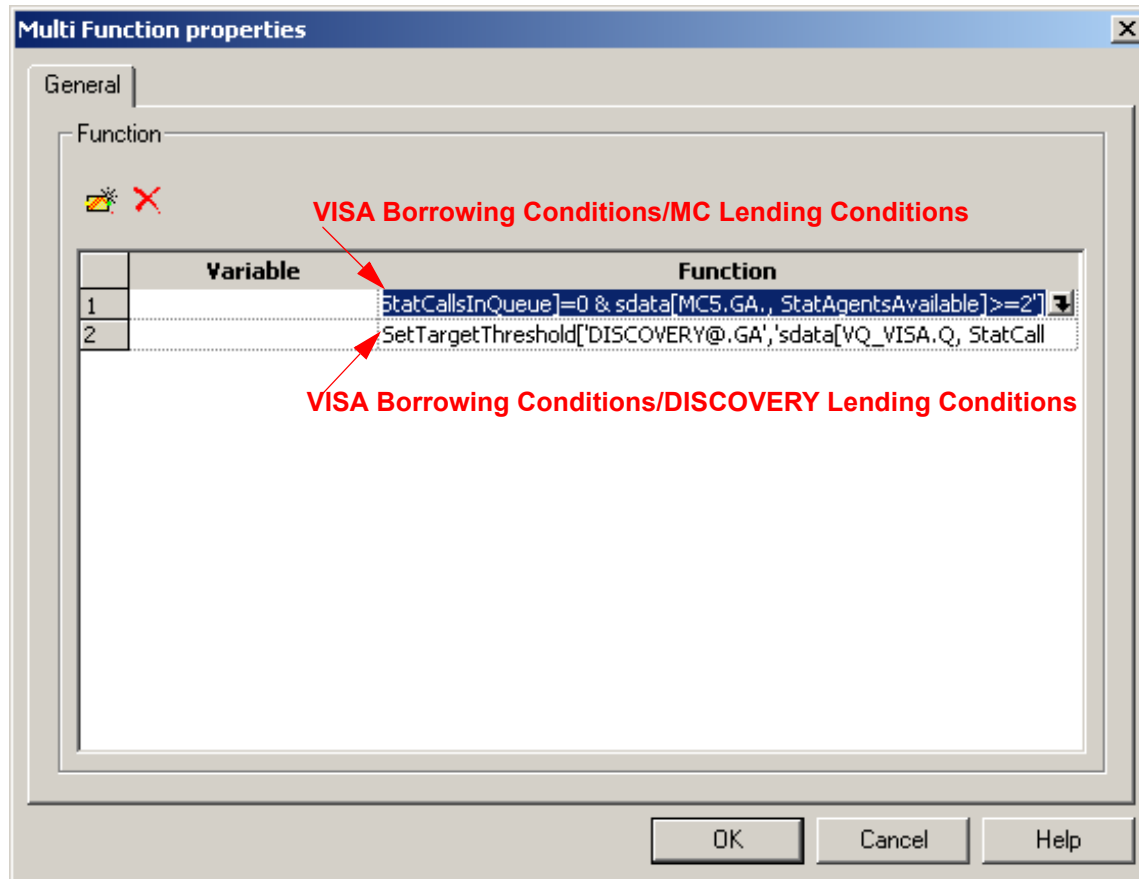 Multi Function properties
General
Function
VISA Borrowing Conditions/MC Lending Conditions
Variable Function
1 StatCallsInQueue]=0 & sdata[MC5.GA., StatAgentsAvailable]>=2']
2 SetTargetThreshold['DISCOVERY@.GA','sdata[VQ_VISA.Q, StatCall
VISA Borrowing Conditions/DISCOVERY Lending Conditions
OK Cancel Help